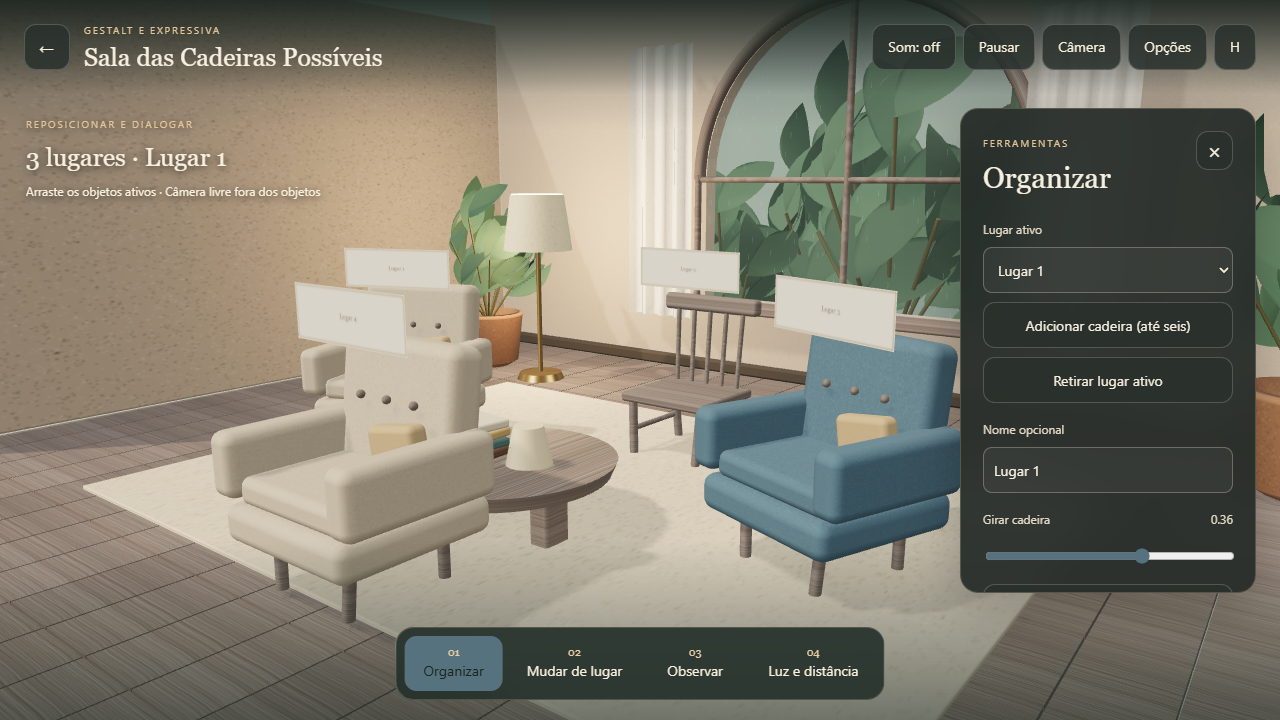 ←
GESTALT E EXPRESSIVA
Sala das Cadeiras Possíveis
Som: off
Pausar
Câmera
Opções
H
REPOSICIONAR E DIALOGAR
3 lugares · Lugar 1
Arraste os objetos ativos · Câmera livre fora dos objetos
FERRAMENTAS
Organizar
×
Lugar ativo
Lugar 1
Adicionar cadeira (até seis)
Retirar lugar ativo
Nome opcional
Lugar 1
Girar cadeira
0.36
01
Organizar
02
Mudar de lugar
03
Observar
04
Luz e distância